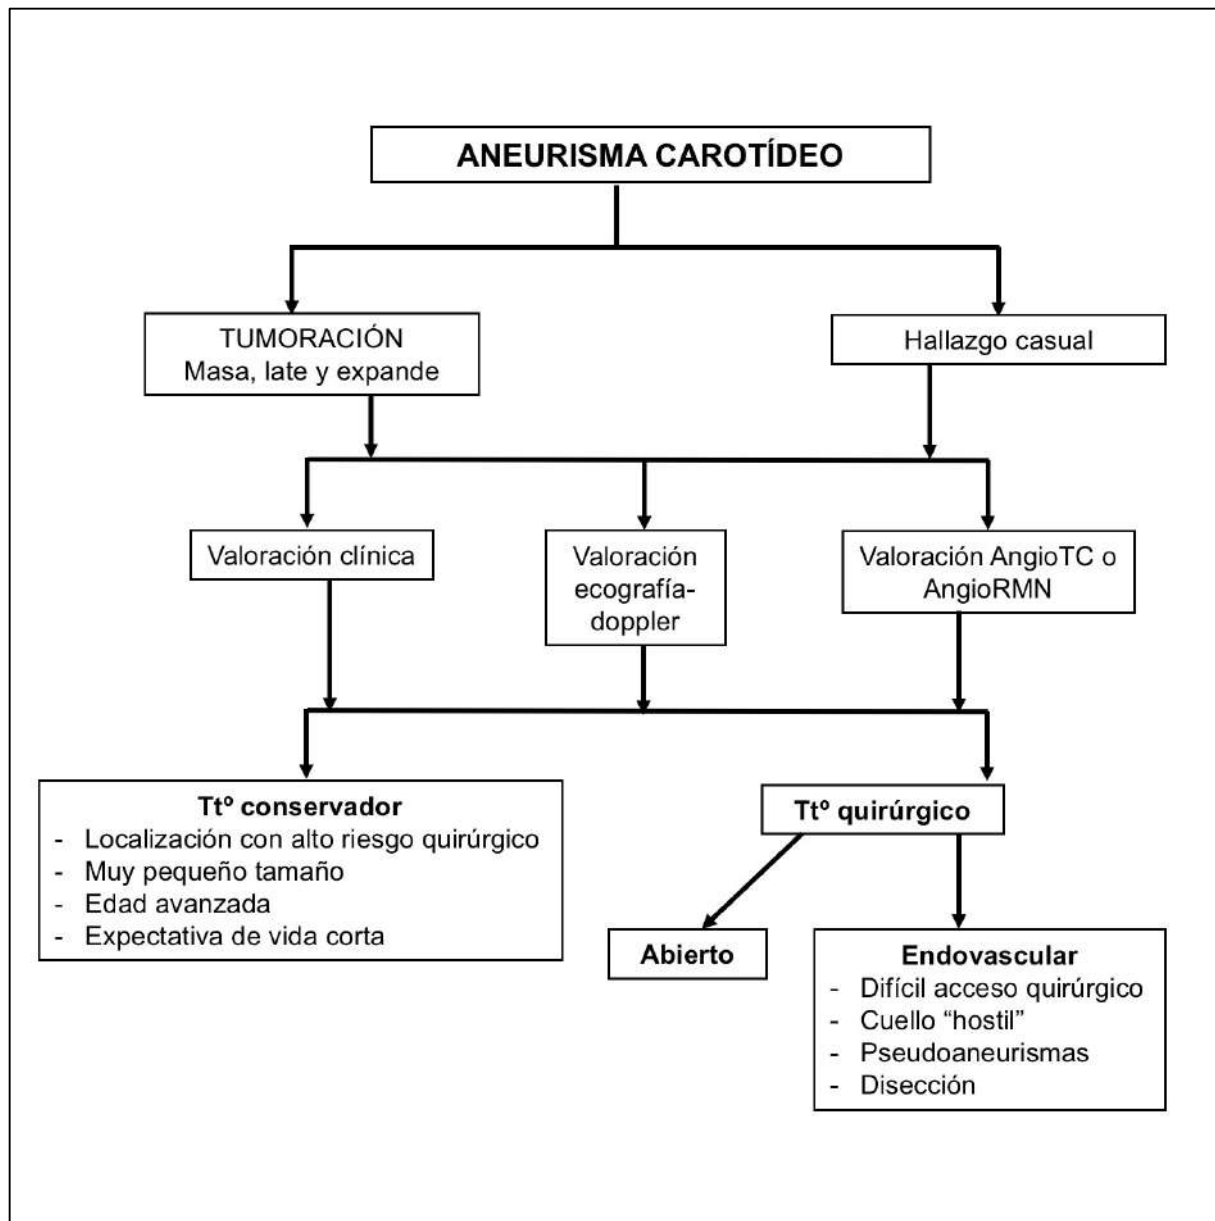 ANEURISMA CAROTÍDEO
TUMORACIÓN
Masa, late y expande
Hallazgo casual
Valoración clínica
Valoración
ecografía-
doppler
Valoración AngioTC o
AngioRMN
Ttº conservador
- Localización con alto riesgo quirúrgico
- Muy pequeño tamaño
- Edad avanzada
- Expectativa de vida corta
Ttº quirúrgico
Abierto
Endovascular
- Difícil acceso quirúrgico
- Cuello “hostil”
- Pseudoaneurismas
- Disección